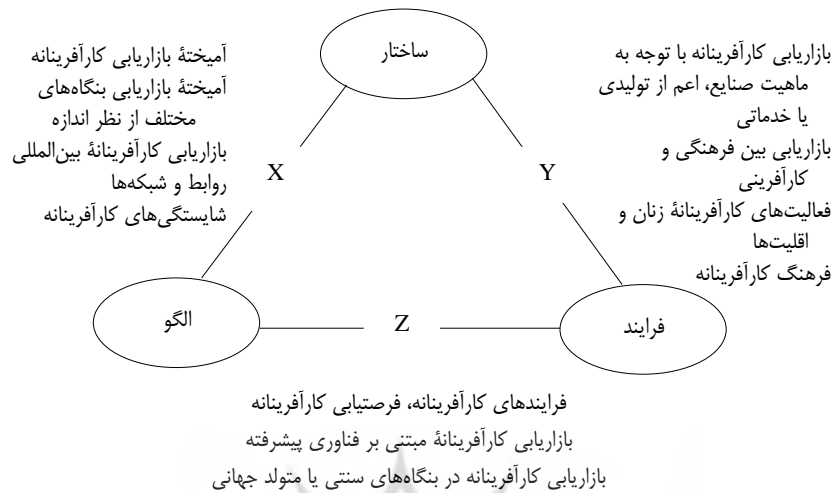 ساختار
آمیختهٔ بازاریابی کارآفرینانه
آمیختهٔ بازاریابی بنگاه‌های
مختلف از نظر اندازه
بازاریابی کارآفرینانهٔ بین‌المللی
روابط و شبکه‌ها
شایستگی‌های کارآفرینانه
بازاریابی کارآفرینانه با توجه به
ماهیت صنایع، اعم از تولیدی
یا خدماتی
بازاریابی بین فرهنگی و
کارآفرینی
فعالیت‌های کارآفرینانهٔ زنان و
اقلیت‌ها
فرهنگ کارآفرینانه
X
Y
الگو
Z
فرایند
فرایندهای کارآفرینانه، فرصتیابی کارآفرینانه
بازاریابی کارآفرینانهٔ مبتنی بر فناوری پیشرفته
بازاریابی کارآفرینانه در بنگاه‌های سنتی یا متولد جهانی